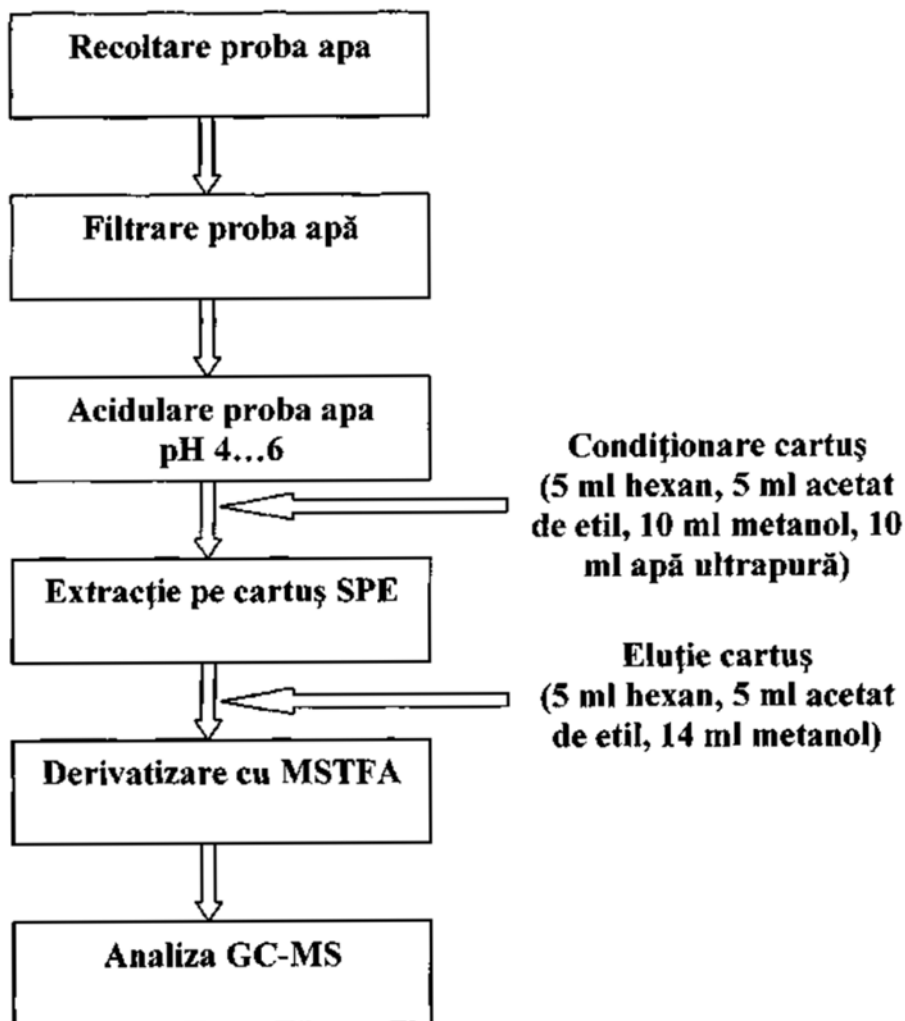 Recoltare proba apa
Filtrare proba apă
Acidulare proba apa
pH 4...6
Condiţionare cartuş
(5 ml hexan, 5 ml acetat
de etil, 10 ml metanol, 10
ml apă ultrapură)
Extracţie pe cartuş SPE
Eluţie cartuş
(5 ml hexan, 5 ml acetat
de etil, 14 ml metanol)
Derivatizare cu MSTFA
Analiza GC-MS